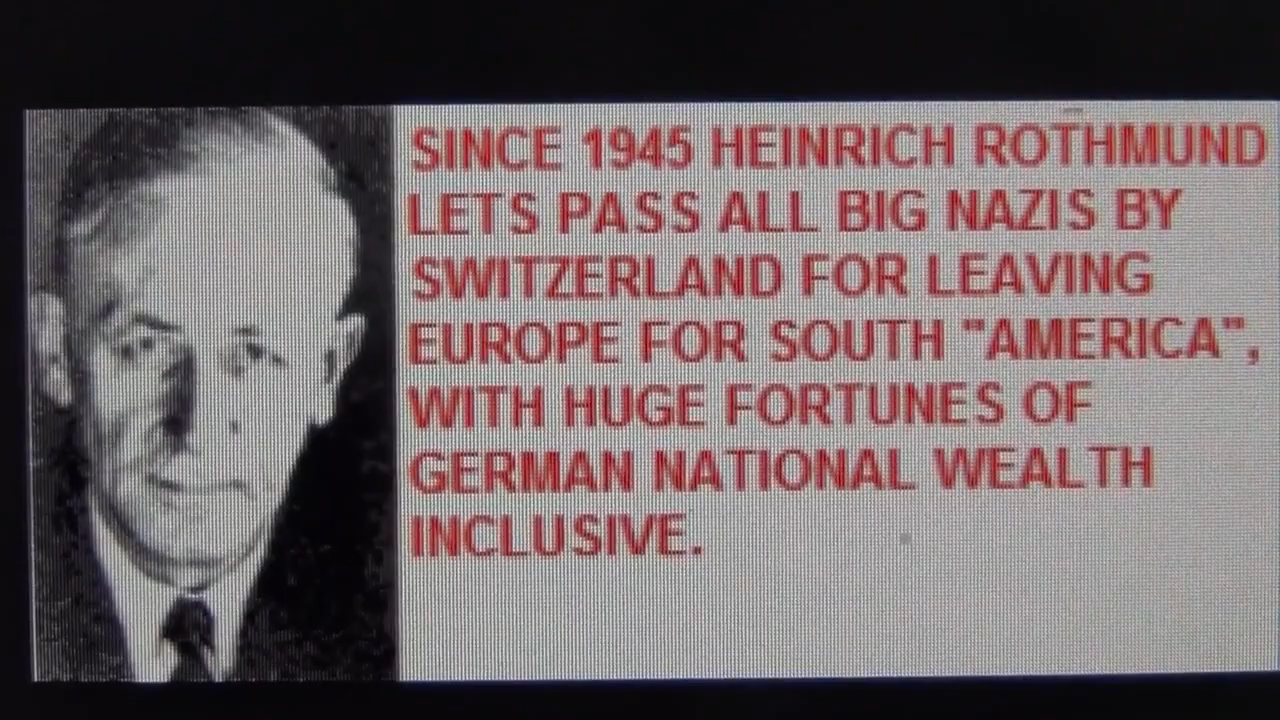 SINCE 1945 HEINRICH ROTHMUND
LETS PASS ALL BIG NAZIS BY
SWITZERLAND FOR LEAVING
EUROPE FOR SOUTH "AMERICA",
WITH HUGE FORTUNES OF
GERMAN NATIONAL WEALTH
INCLUSIVE.